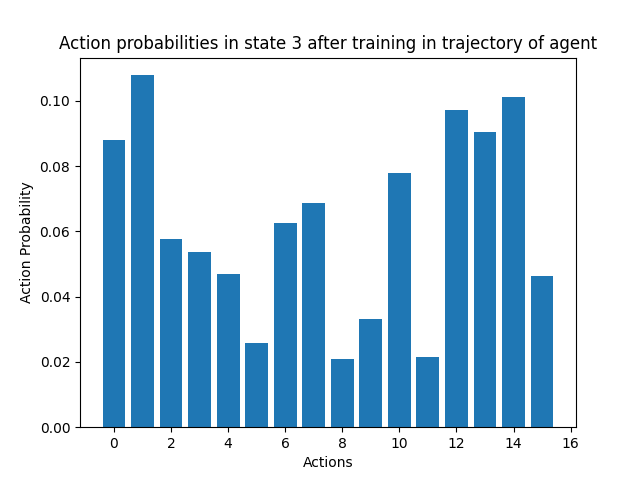 Action probabilities in state 3 after training in trajectory of agent
0.10
0.08
0.06
0.04
0.02
0.00
Action Probability
0 2 4 6 8 10 12 14 16
Actions